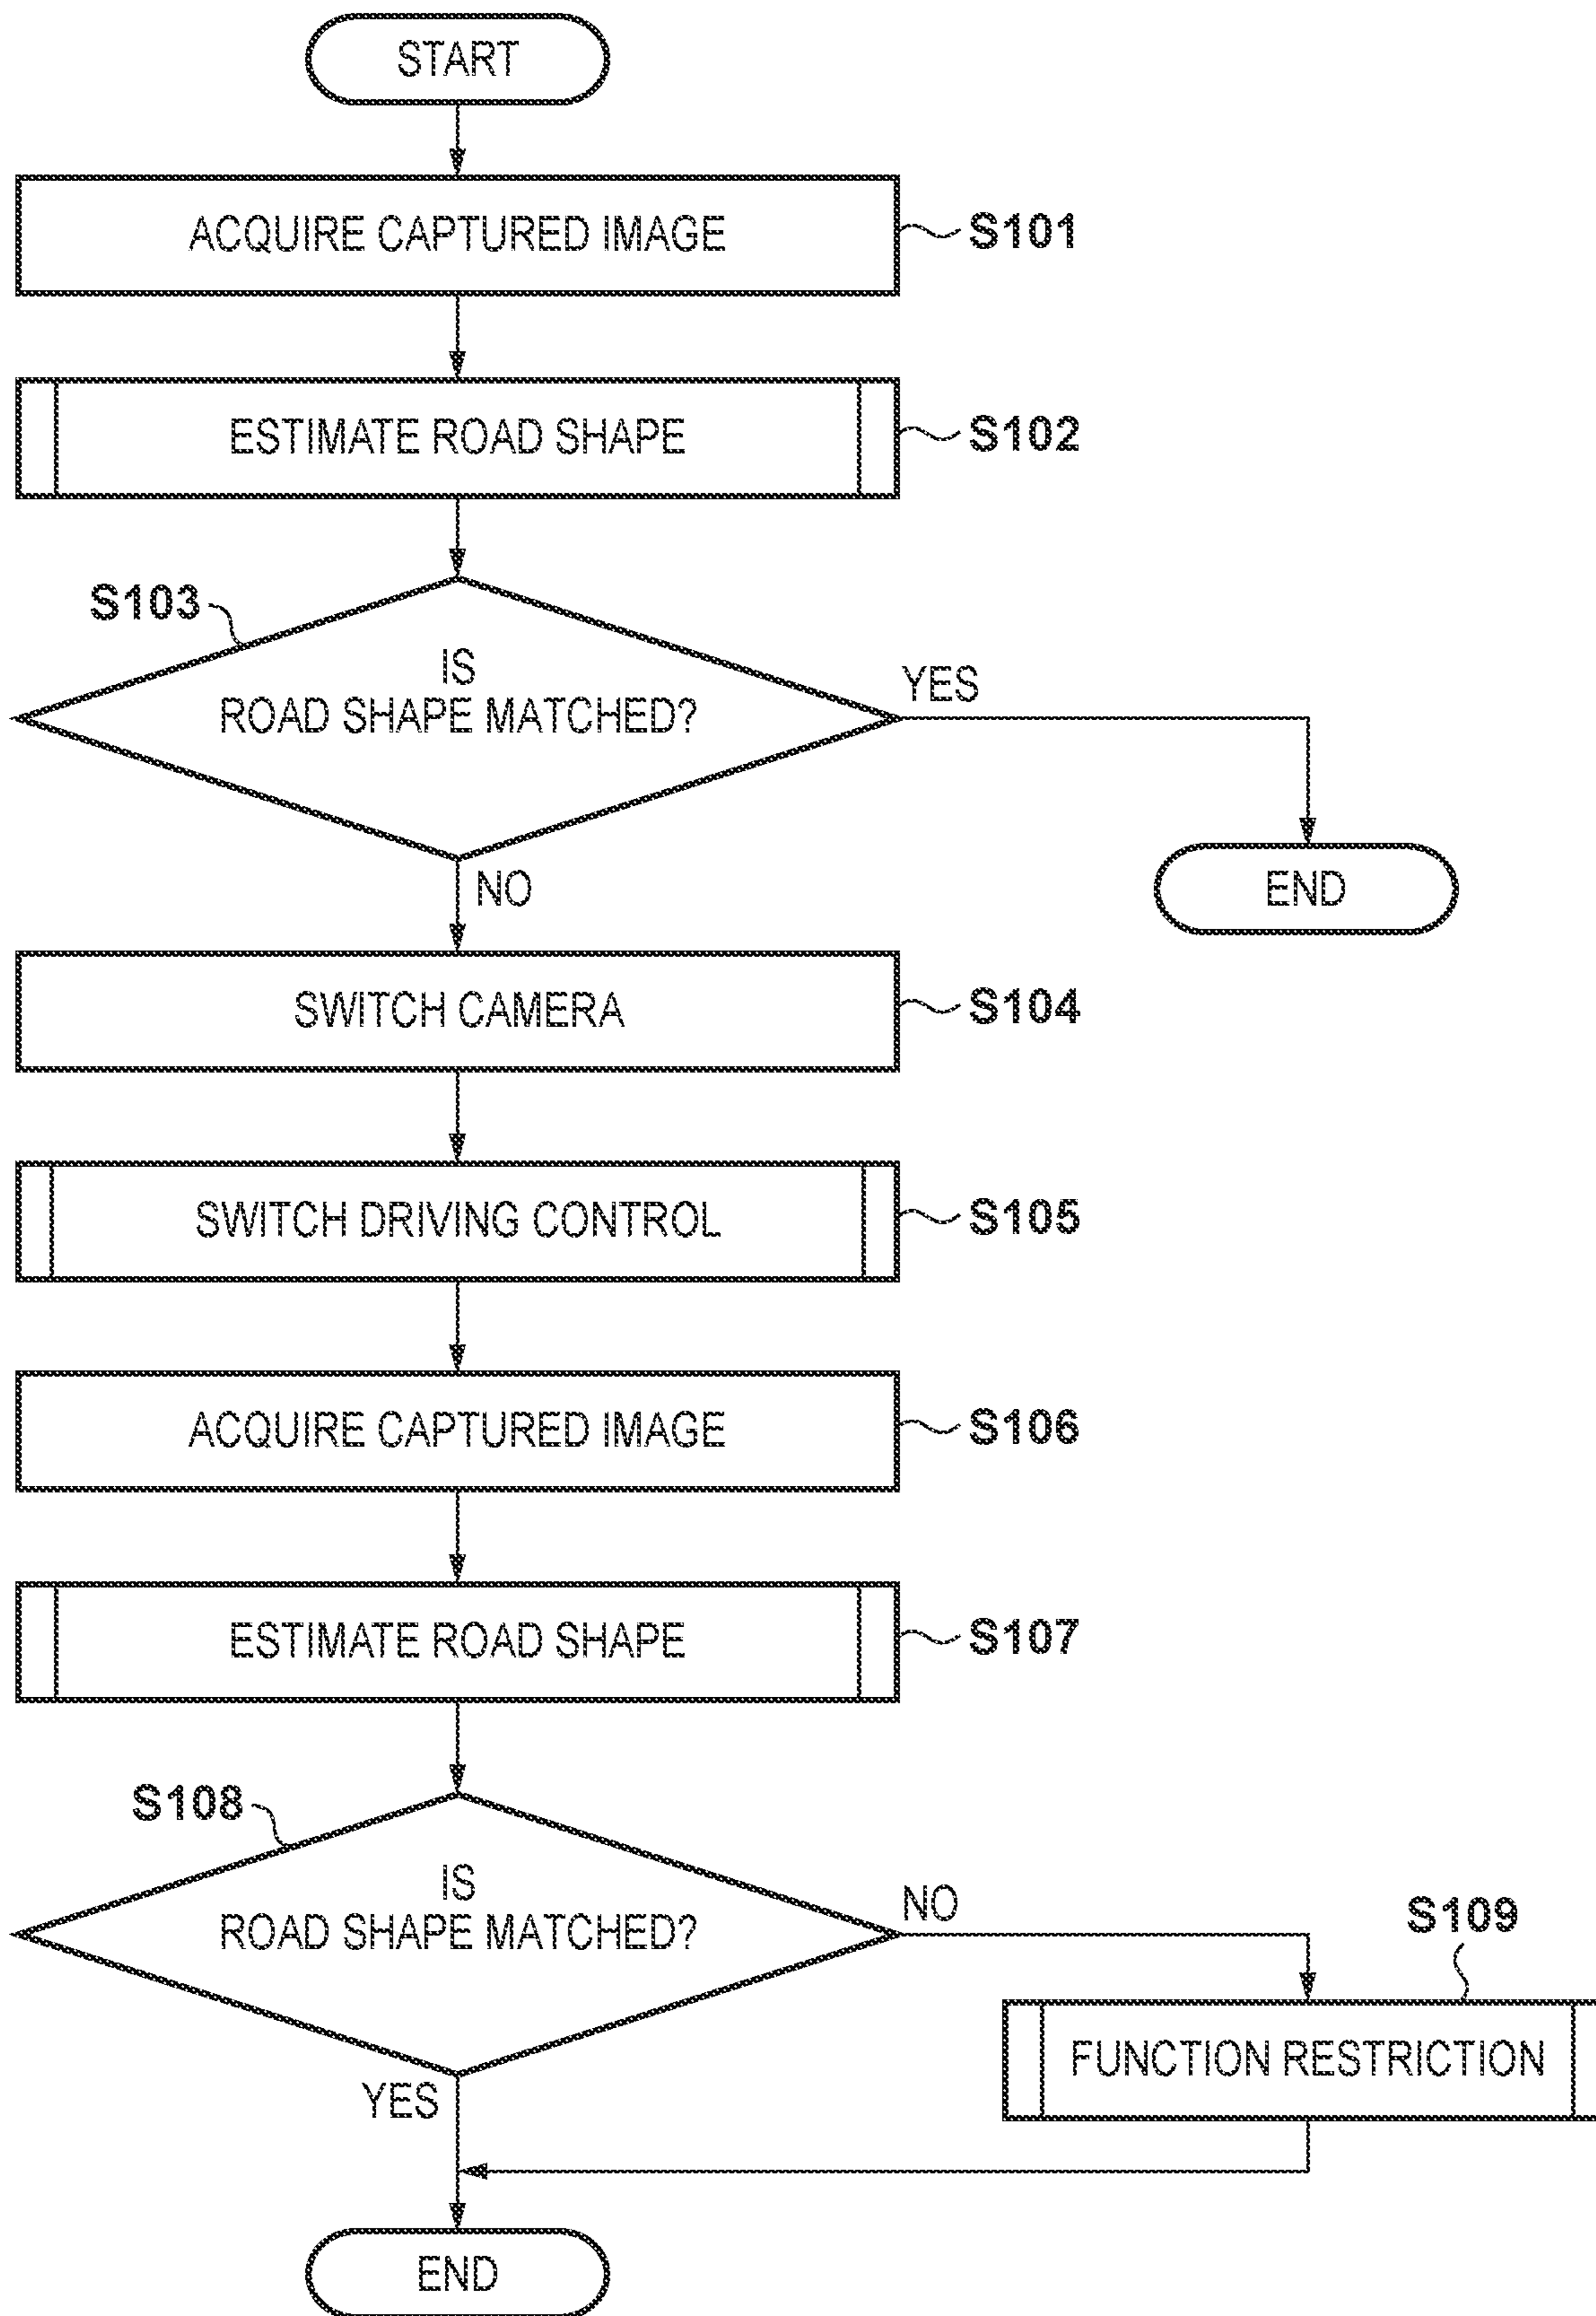 START
ACQUIRE CAPTURED IMAGE
S101
ESTIMATE ROAD SHAPE
S102
S103
IS
ROAD SHAPE MATCHED?
YES
NO
END
SWITCH CAMERA
S104
SWITCH DRIVING CONTROL
S105
ACQUIRE CAPTURED IMAGE
S106
ESTIMATE ROAD SHAPE
S107
S108
IS
ROAD SHAPE MATCHED?
NO
S109
FUNCTION RESTRICTION
YES
END